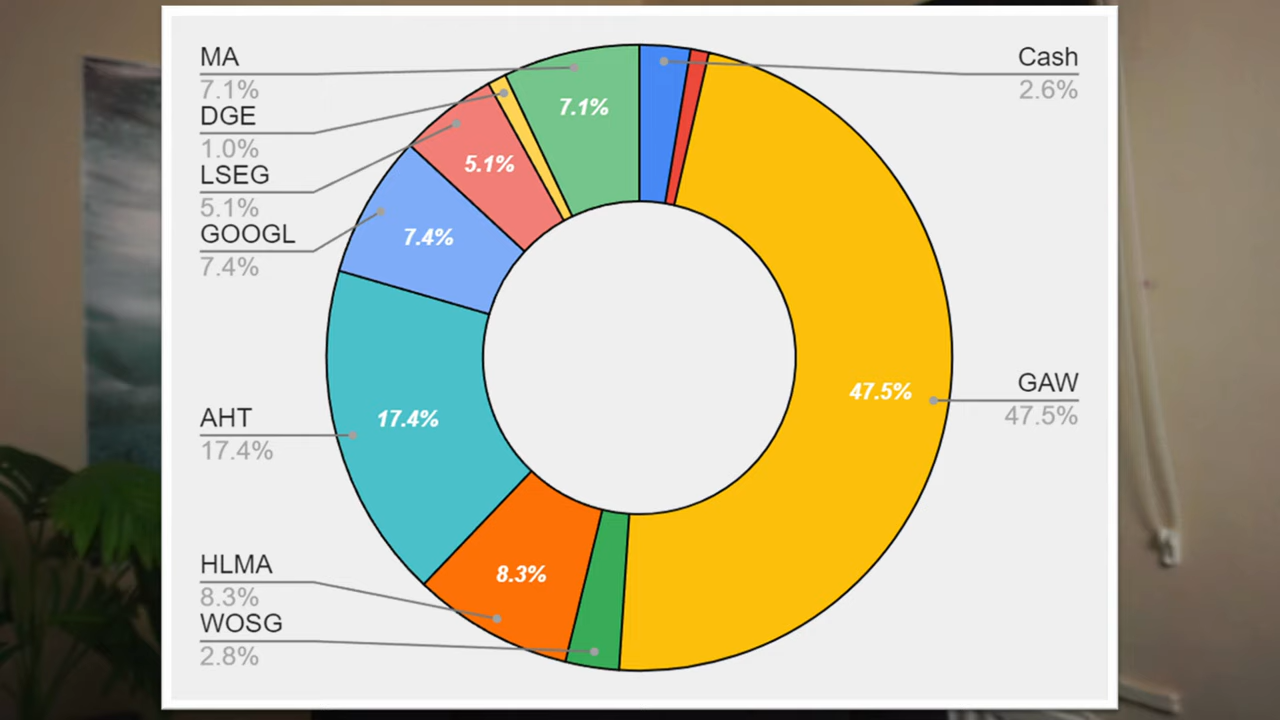 MA
7.1%
DGE
1.0%
LSEG
5.1%
GOOGL
7.4%
AHT
17.4%
HLMA
8.3%
WOSG
2.8%
Cash
2.6%
GAW
47.5%
7.1%
5.1%
7.4%
17.4%
8.3%
47.5%